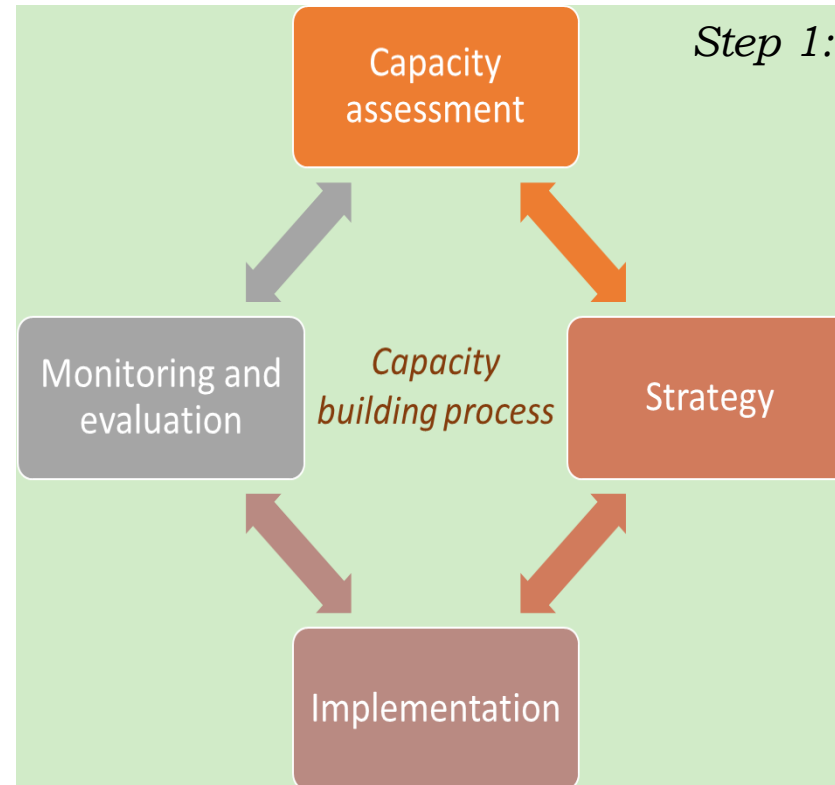 Step 1:
Capacity
assessment
Monitoring and
evaluation
Capacity
building process
Strategy
Implementation